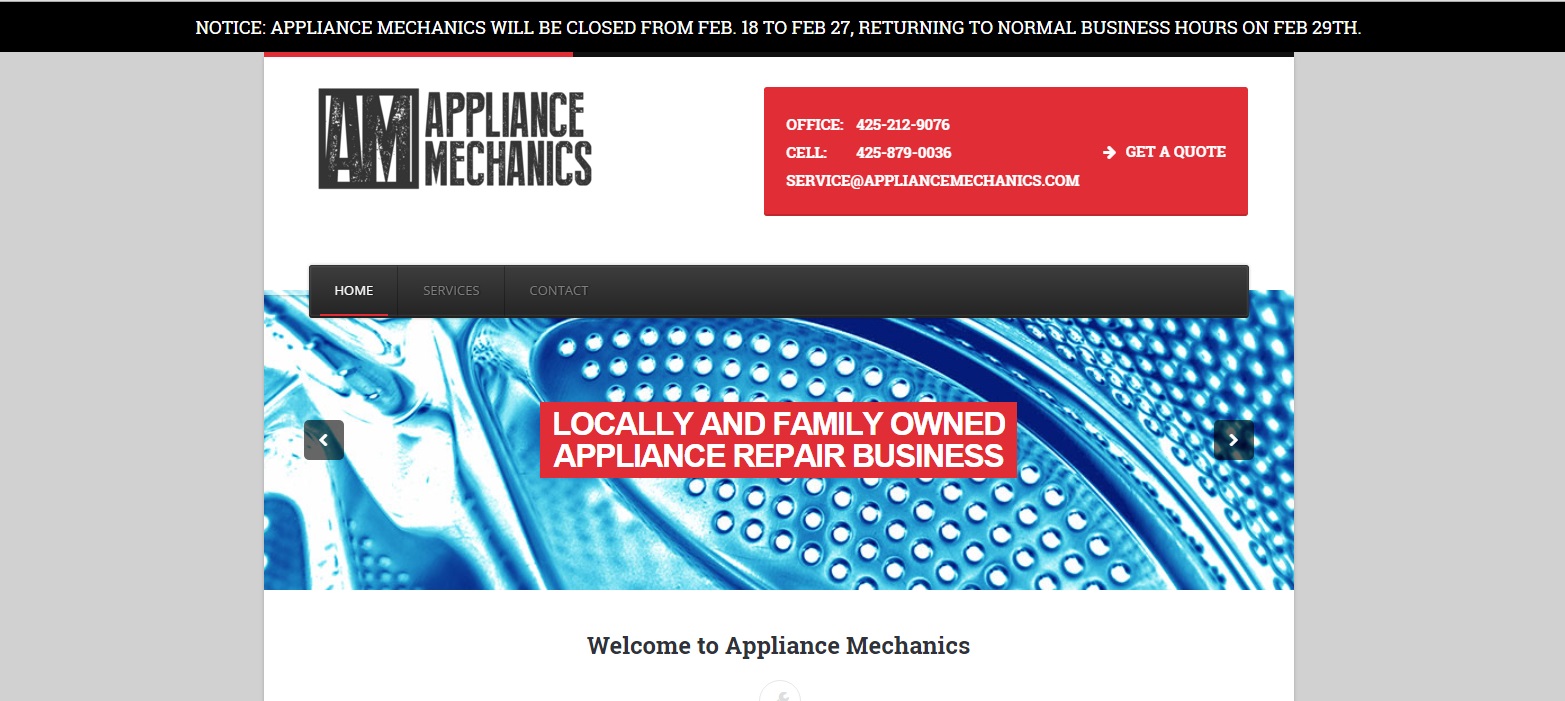 NOTICE: APPLIANCE MECHANICS WILL BE CLOSED FROM FEB. 18 TO FEB 27, RETURNING TO NORMAL BUSINESS HOURS ON FEB 29TH.
AM APPLIANCE
MECHANICS
OFFICE: 425-212-9076
CELL: 425-879-0036
SERVICE@APPLIANCEMECHANICS.COM
GET A QUOTE
HOME SERVICES CONTACT
LOCALLY AND FAMILY OWNED
APPLIANCE REPAIR BUSINESS
Welcome to Appliance Mechanics